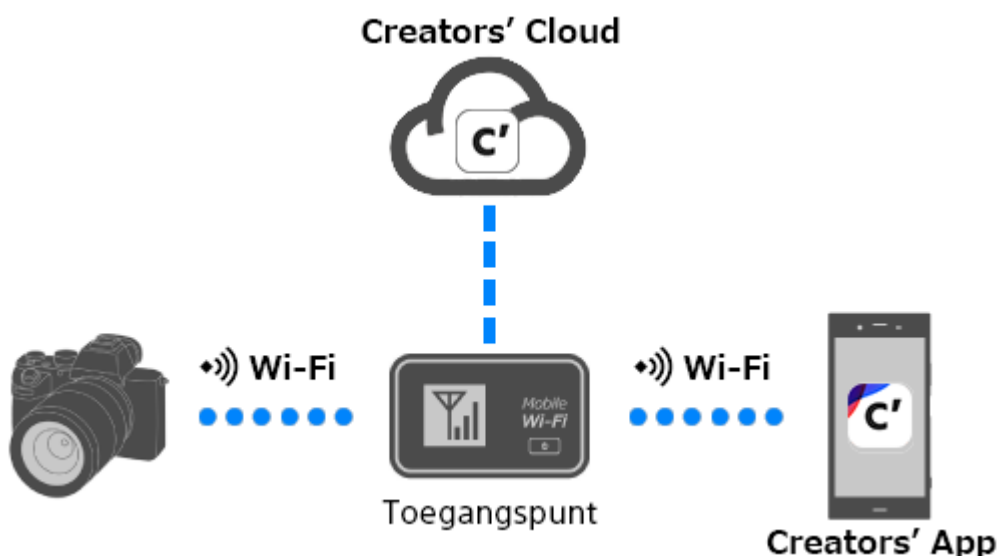 Creators’ Cloud
C’
Wi-Fi
Mobile
Wi-Fi
Wi-Fi
C’
Toegangspunt
Creators’ App